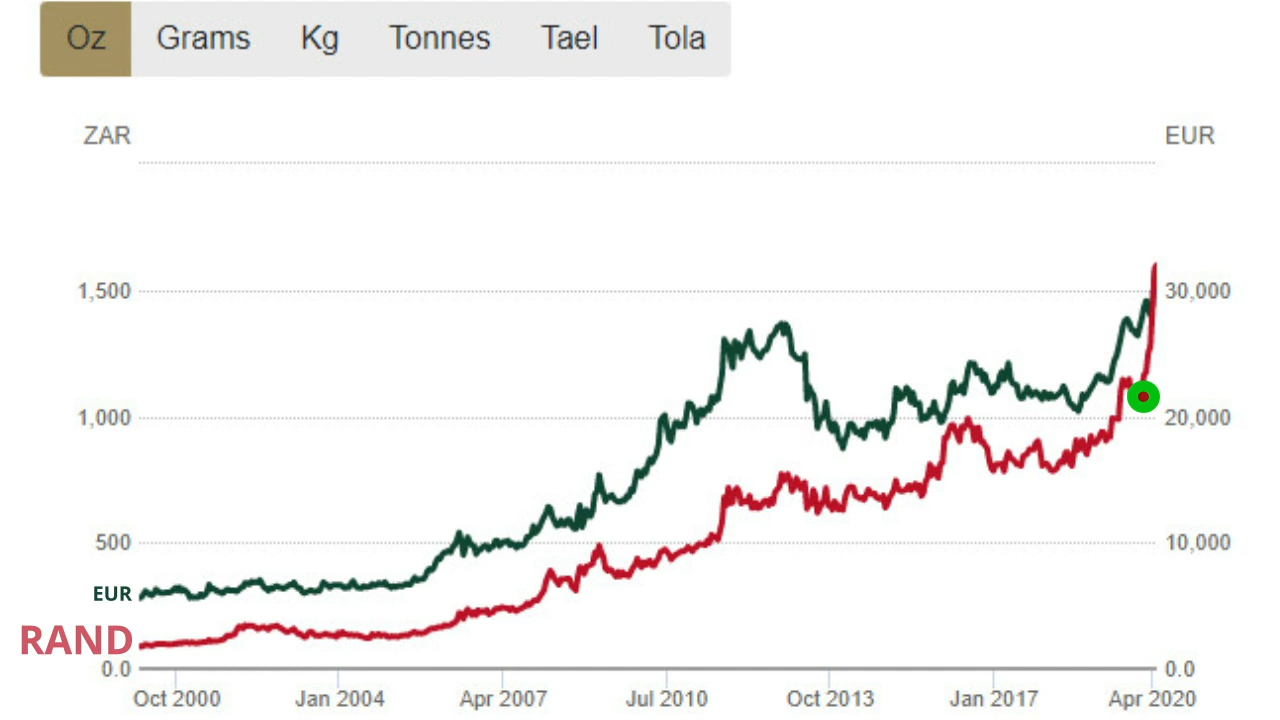 Oz Grams Kg Tonnes Tael Tola
ZAR EUR
1,500 30,000
1,000 20,000
500 10,000
EUR
RAND
0.0 0.0
Oct 2000 Jan 2004 Apr 2007 Jul 2010 Oct 2013 Jan 2017 Apr 2020